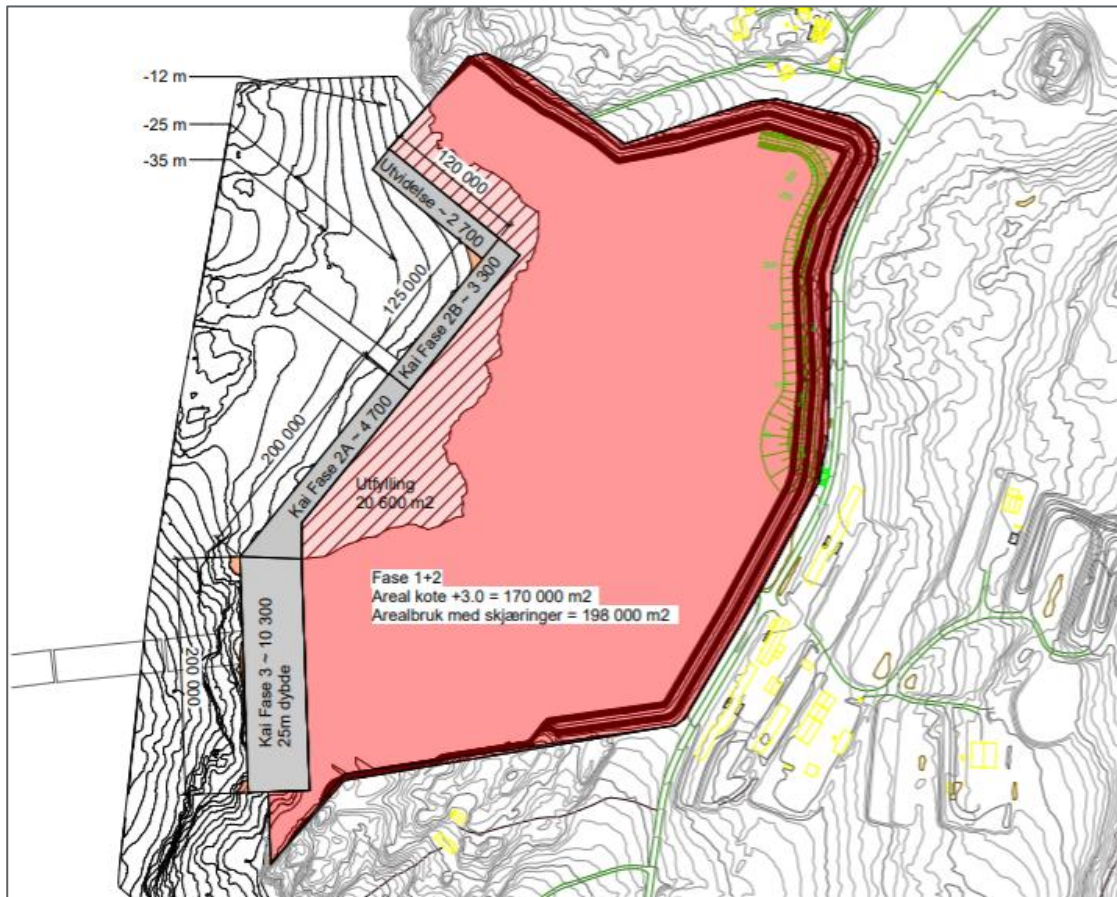 -12 m
-25 m
-35 m
120 000
Utvidelse ~ 2 700
125 000
Kai Fase 2B ~ 3 300
200 000
Kai Fase 2A ~ 4 700
Utfylling
20 600 m2
Fase 1+2
Areal kote +3.0 = 170 000 m2
Arealbruk med skjæringer = 198 000 m2
200 000
Kai Fase 3 ~ 10 300
25m dybde